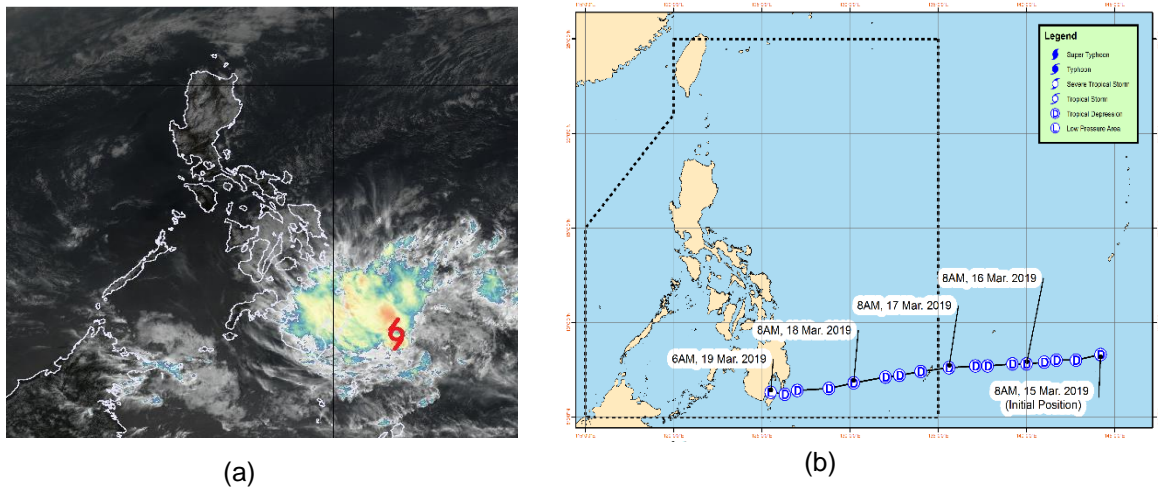 Legend
Super Typhoon
Typhoon
Severe Tropical Storm
Tropical Storm
D Tropical Depression
L Low Pressure Area
8AM, 16 Mar. 2019
8AM, 17 Mar. 2019
8AM, 18 Mar. 2019
6AM, 19 Mar. 2019
8AM, 15 Mar. 2019
(Initial Position)
L D D D D D D D D D D D D D D D D
(a)
(b)